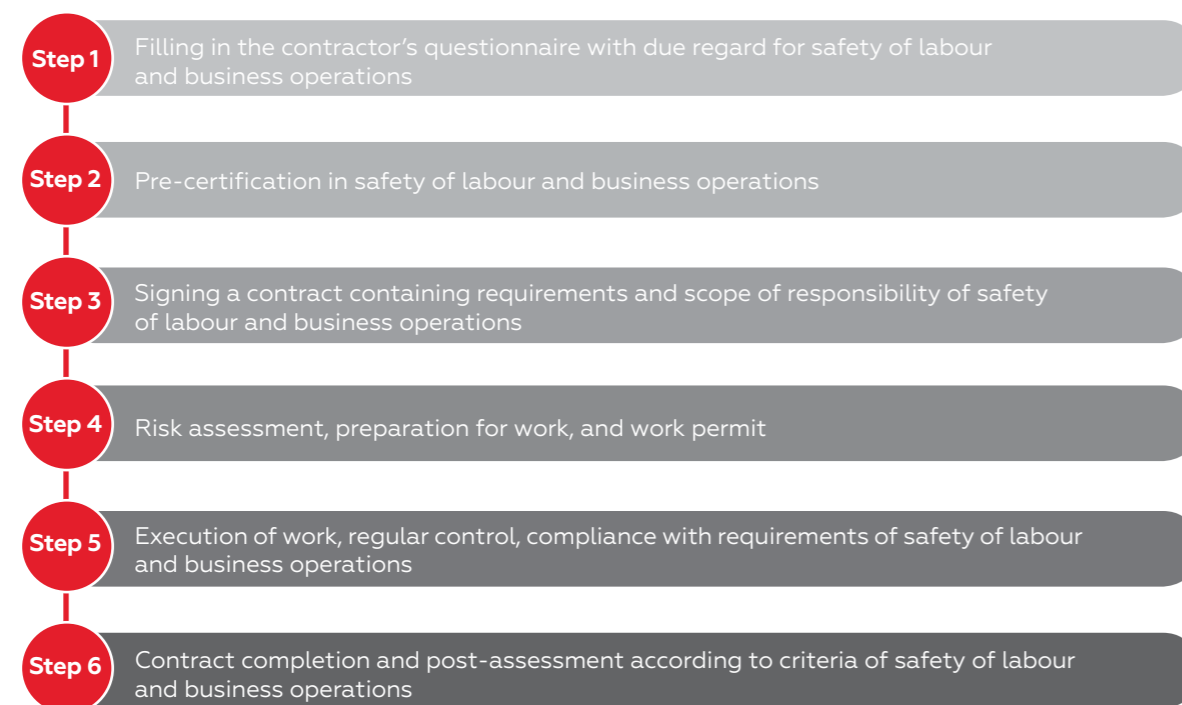 Step 1
Filling in the contractor’s questionnaire with due regard for safety of labour
and business operations
Step 2
Pre-certification in safety of labour and business operations
Step 3
Signing a contract containing requirements and scope of responsibility of safety
of labour and business operations
Step 4
Risk assessment, preparation for work, and work permit
Step 5
Execution of work, regular control, compliance with requirements of safety of labour
and business operations
Step 6
Contract completion and post-assessment according to criteria of safety of labour
and business operations